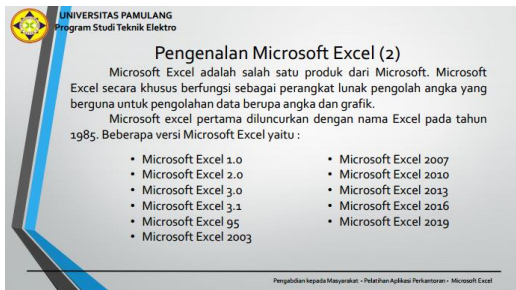 UNIVERSITAS PAMULANG
Program Studi Teknik Elektro
Pengenalan Microsoft Excel (2)
Microsoft Excel adalah salah satu produk dari Microsoft. Microsoft
Excel secara khusus berfungsi sebagai perangkat lunak pengolah angka yang
berguna untuk pengolahan data berupa angka dan grafik.
Microsoft excel pertama diluncurkan dengan nama Excel pada tahun
1985. Beberapa versi Microsoft Excel yaitu :
• Microsoft Excel 1.0
• Microsoft Excel 2.0
• Microsoft Excel 3.0
• Microsoft Excel 3.1
• Microsoft Excel 95
• Microsoft Excel 2003
• Microsoft Excel 2007
• Microsoft Excel 2010
• Microsoft Excel 2013
• Microsoft Excel 2016
• Microsoft Excel 2019
Pengabdian kepada Masyarakat - Pelatihan Aplikasi Perkantoran - Microsoft Excel